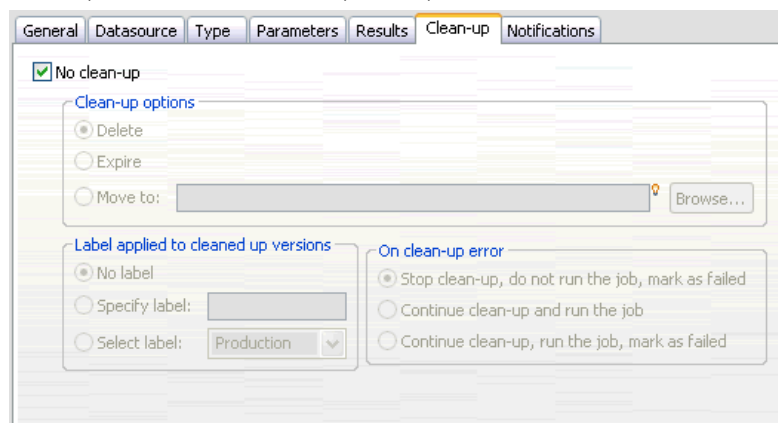 General Datasource Type Parameters Results Clean-up Notifications
No clean-up
Clean-up options
Delete
Expire
Move to: Browse...
Label applied to cleaned up versions
No label
Specify label:
Select label: Production
On clean-up error
Stop clean-up, do not run the job, mark as failed
Continue clean-up and run the job
Continue clean-up, run the job, mark as failed